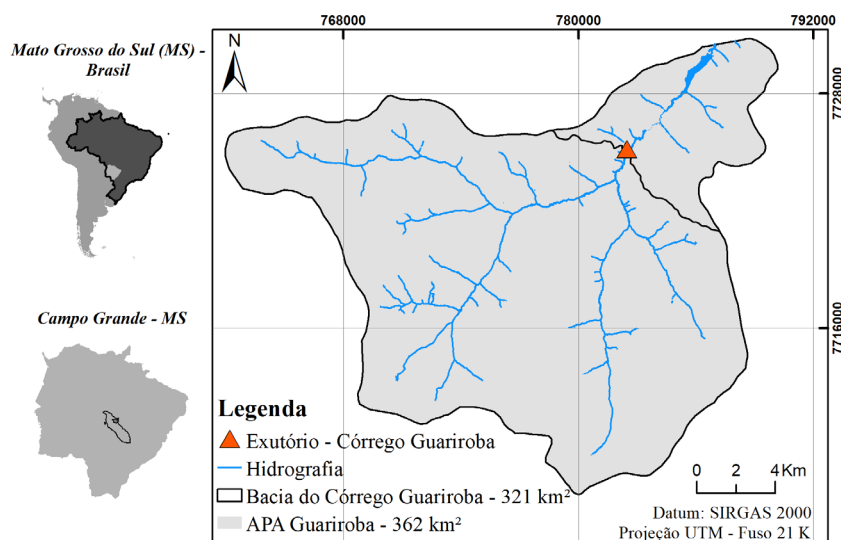 Mato Grosso do Sul (MS) -
Brasil
Campo Grande - MS
768000
780000
792000
N
7728000
7716000
Legenda
Exutório - Córrego Guariroba
Hidrografia
Bacia do Córrego Guariroba - 321 km²
APA Guariroba - 362 km²
0 2 4 Km
Datum: SIRGAS 2000
Projeção UTM - Fuso 21 K